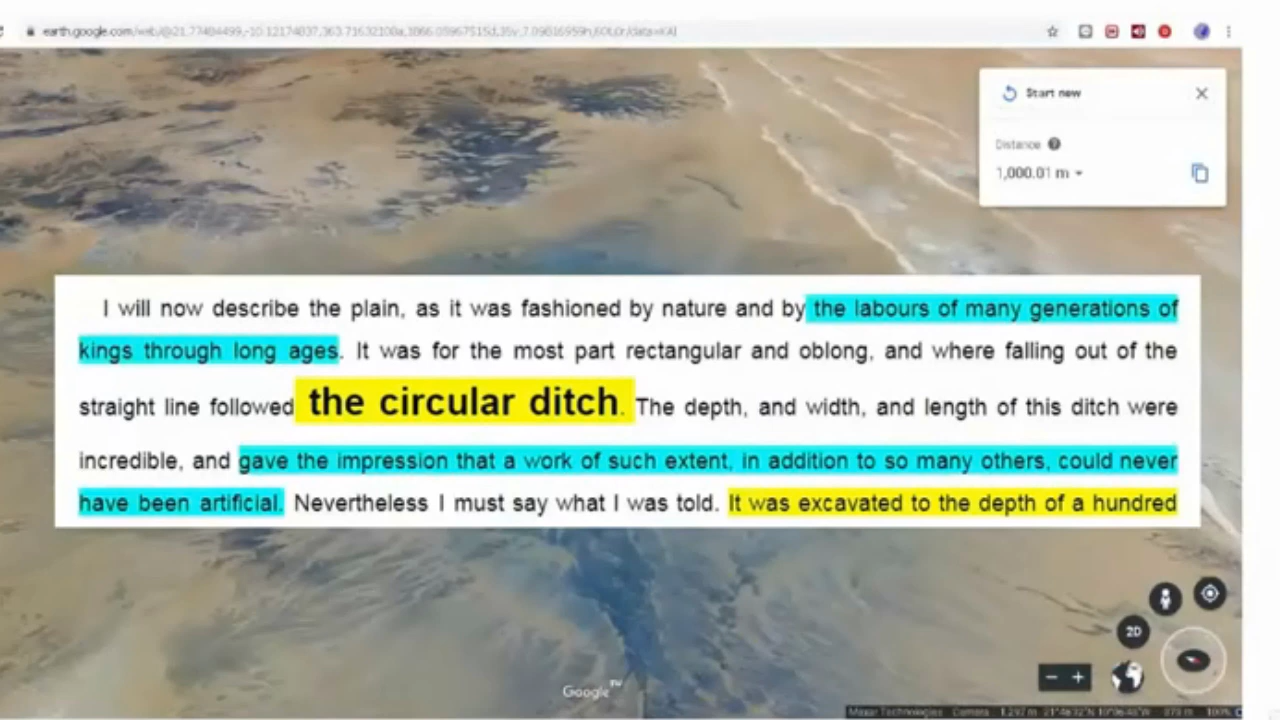 Start new
Distance
1,000.01 m
I will now describe the plain, as it was fashioned by nature and by the labours of many generations of
kings through long ages. It was for the most part rectangular and oblong, and where falling out of the
straight line followed the circular ditch. The depth, and width, and length of this ditch were
incredible, and gave the impression that a work of such extent, in addition to so many others, could never
have been artificial. Nevertheless I must say what I was told. It was excavated to the depth of a hundred
2D
Google
Maxar Technologies Camera